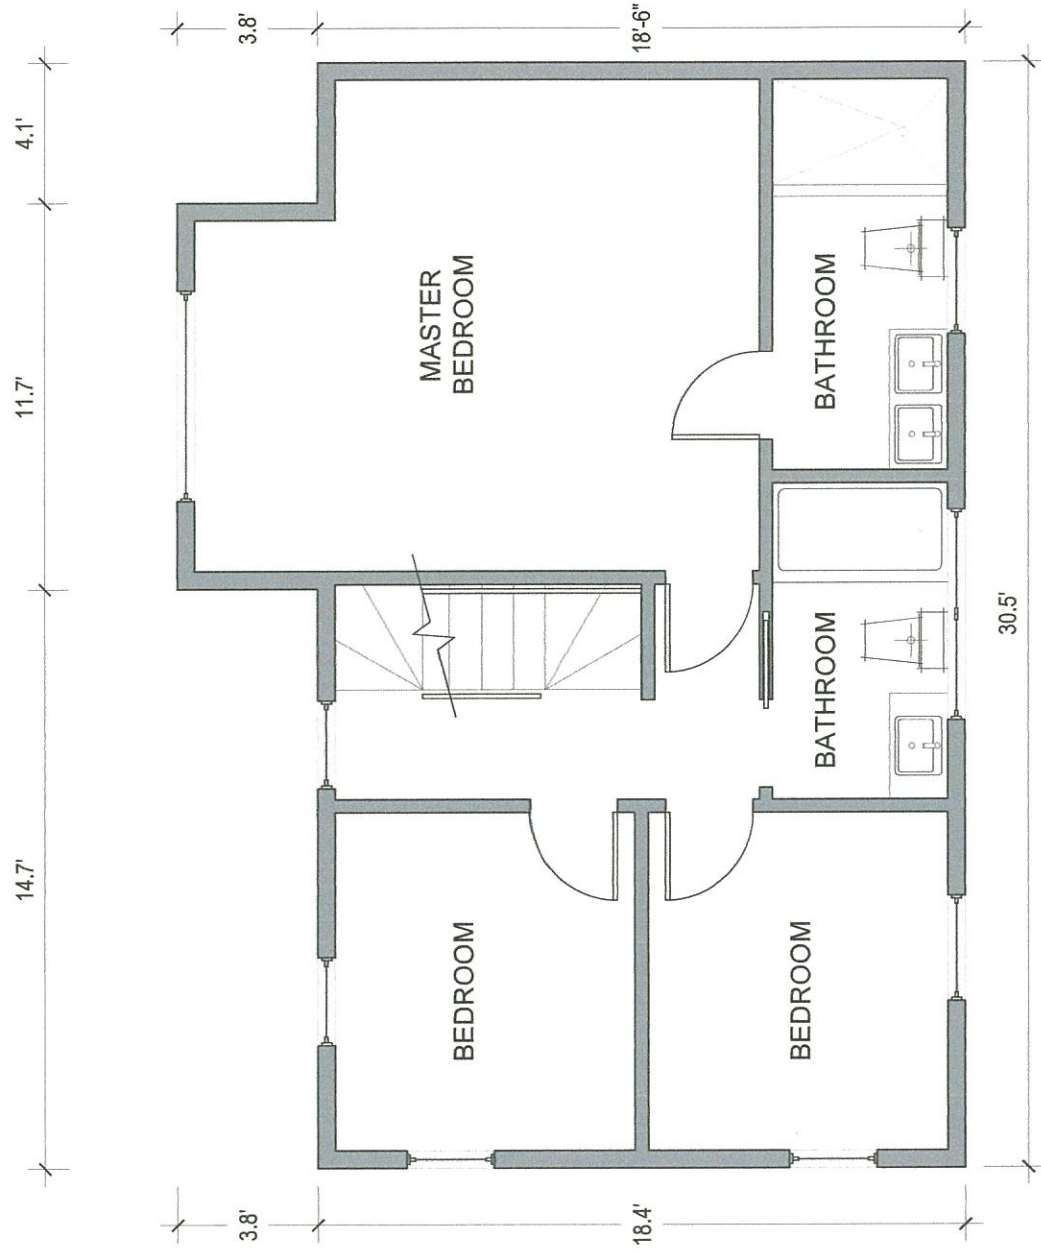 3.8'
18'-6"
4.1'
11.7'
14.7'
MASTER
BEDROOM
BATHROOM
BATHROOM
30.5'
BEDROOM
BEDROOM
3.8'
18.4'